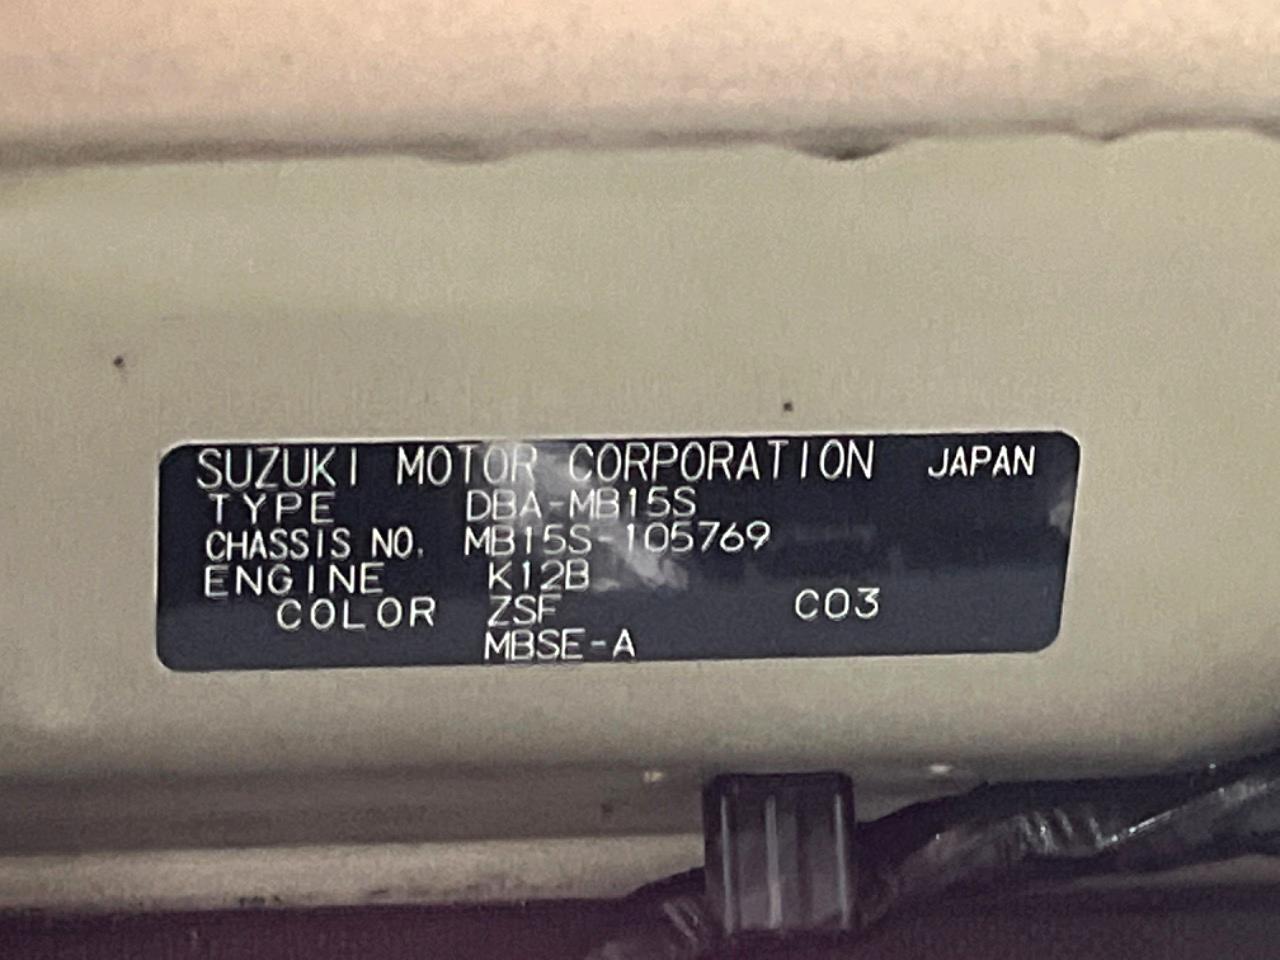 SUZUKI MOTOR CORPORATION JAPAN
TYPE DBA-MB15S
CHASSIS NO. MB15S-105769
ENGINE K12B
COLOR ZSF C03
MBSE-A